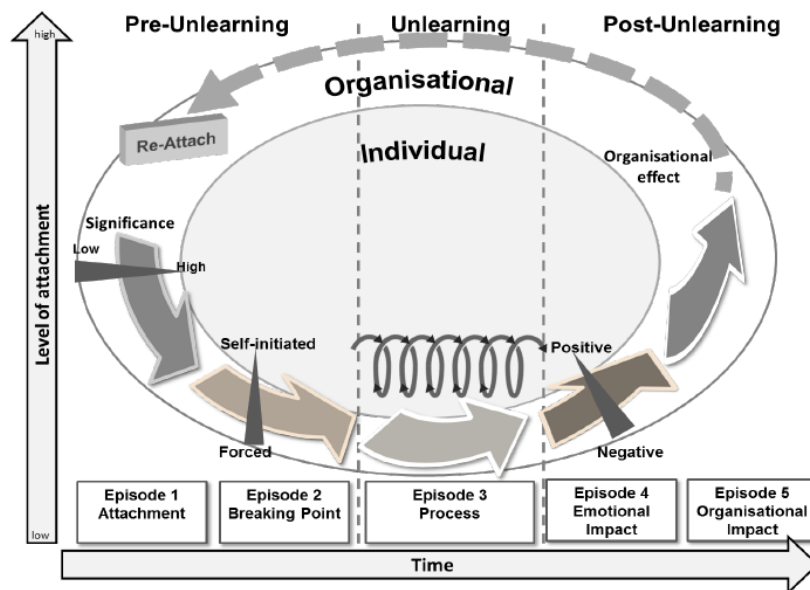 Pre-Unlearning
Unlearning
Post-Unlearning
high
Organisational
Re-Attach
Individual
Organisational
effect
Significance
Low
High
Level of attachment
Self-initiated
Positive
Forced
Negative
Episode 1
Attachment
Episode 2
Breaking Point
Episode 3
Process
Episode 4
Emotional
Impact
Episode 5
Organisational
Impact
low
Time